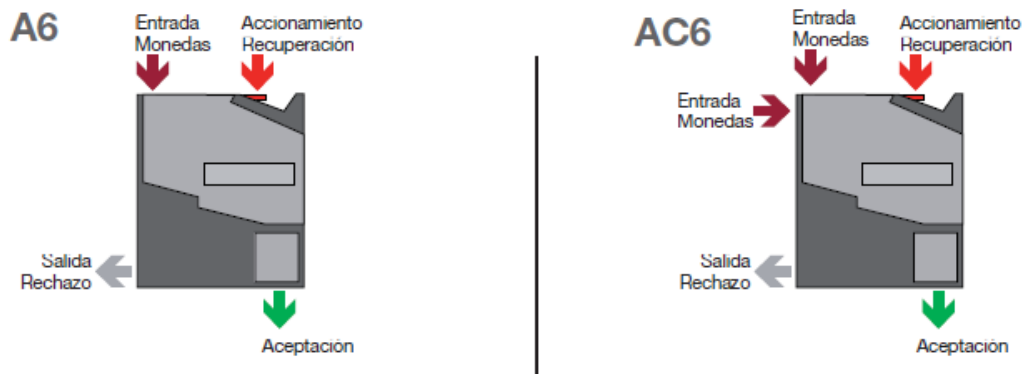 A6
Entrada
Monedas
Accionamiento
Recuperación
Salida
Rechazo
Aceptación
AC6
Entrada
Monedas
Accionamiento
Recuperación
Entrada
Monedas
Salida
Rechazo
Aceptación